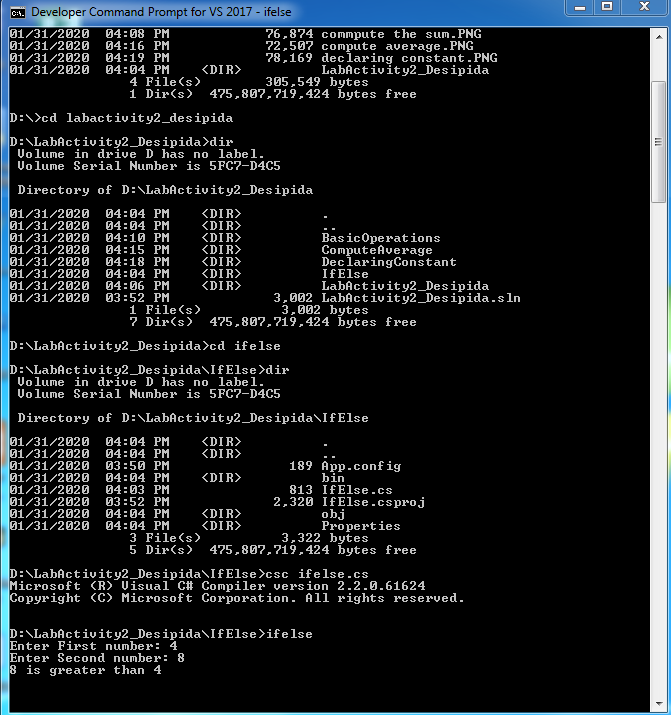 Developer Command Prompt for VS 2017 - ifelse
01/31/2020  04:08 PM            76,874 commpute the sum.PNG
01/31/2020  04:16 PM            72,507 compute average.PNG
01/31/2020  04:19 PM            78,169 declaring constant.PNG
01/31/2020  04:04 PM    <DIR>          LabActivity2_Desipida
               4 File(s)        305,549 bytes
               1 Dir(s)  475,807,719,424 bytes free
D:\>cd labactivity2_desipida
D:\LabActivity2_Desipida>dir
 Volume in drive D has no label.
 Volume Serial Number is 5FC7-D4C5
 Directory of D:\LabActivity2_Desipida
01/31/2020  04:04 PM    <DIR>          .
01/31/2020  04:04 PM    <DIR>          ..
01/31/2020  04:10 PM    <DIR>          BasicOperations
01/31/2020  04:15 PM    <DIR>          ComputeAverage
01/31/2020  04:18 PM    <DIR>          DeclaringConstant
01/31/2020  04:04 PM    <DIR>          IfElse
01/31/2020  04:06 PM    <DIR>          LabActivity2_Desipida
01/31/2020  03:52 PM             3,002 LabActivity2_Desipida.sln
               1 File(s)          3,002 bytes
               7 Dir(s)  475,807,719,424 bytes free
D:\LabActivity2_Desipida>cd ifelse
D:\LabActivity2_Desipida\IfElse>dir
 Volume in drive D has no label.
 Volume Serial Number is 5FC7-D4C5
 Directory of D:\LabActivity2_Desipida\IfElse
01/31/2020  04:04 PM    <DIR>          .
01/31/2020  04:04 PM    <DIR>          ..
01/31/2020  03:50 PM               189 App.config
01/31/2020  04:04 PM    <DIR>          bin
01/31/2020  04:03 PM               813 IfElse.cs
01/31/2020  03:52 PM             2,320 IfElse.csproj
01/31/2020  04:04 PM    <DIR>          obj
01/31/2020  04:04 PM    <DIR>          Properties
               3 File(s)          3,322 bytes
               5 Dir(s)  475,807,719,424 bytes free
D:\LabActivity2_Desipida\IfElse>csc ifelse.cs
Microsoft (R) Visual C# Compiler version 2.2.0.61624
Copyright (C) Microsoft Corporation. All rights reserved.
D:\LabActivity2_Desipida\IfElse>ifelse
Enter First number: 4
Enter Second number: 8
8 is greater than 4